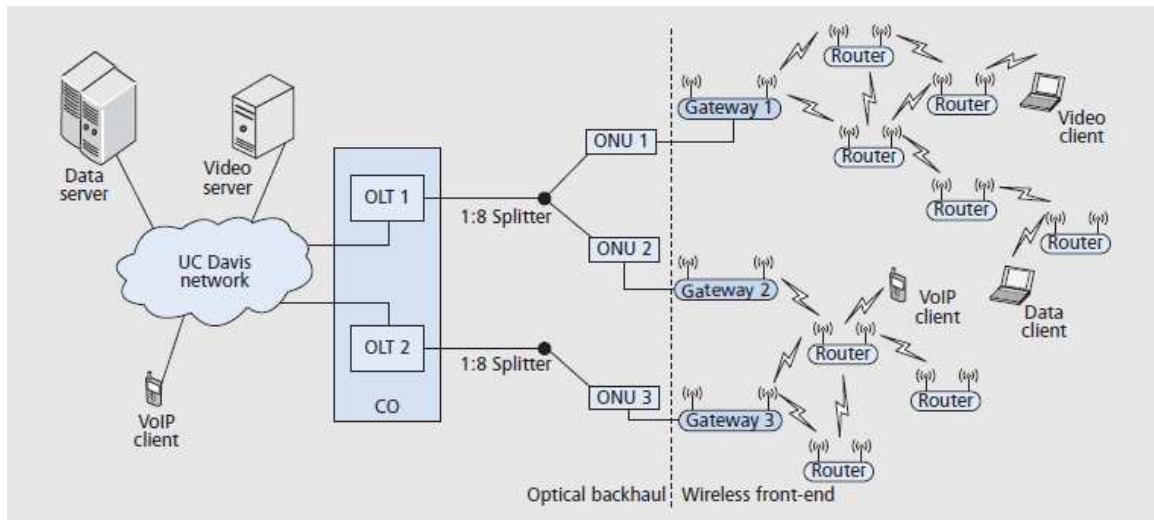 Data
server
Video
server
UC Davis
network
VoIP
client
OLT 1
OLT 2
CO
1:8 Splitter
1:8 Splitter
ONU 1
ONU 2
ONU 3
Gateway 1
Gateway 2
Gateway 3
Router
Router
Router
Router
Router
Router
Router
Router
Video
client
Data
client
VoIP
client
Optical backhaul
Wireless front-end